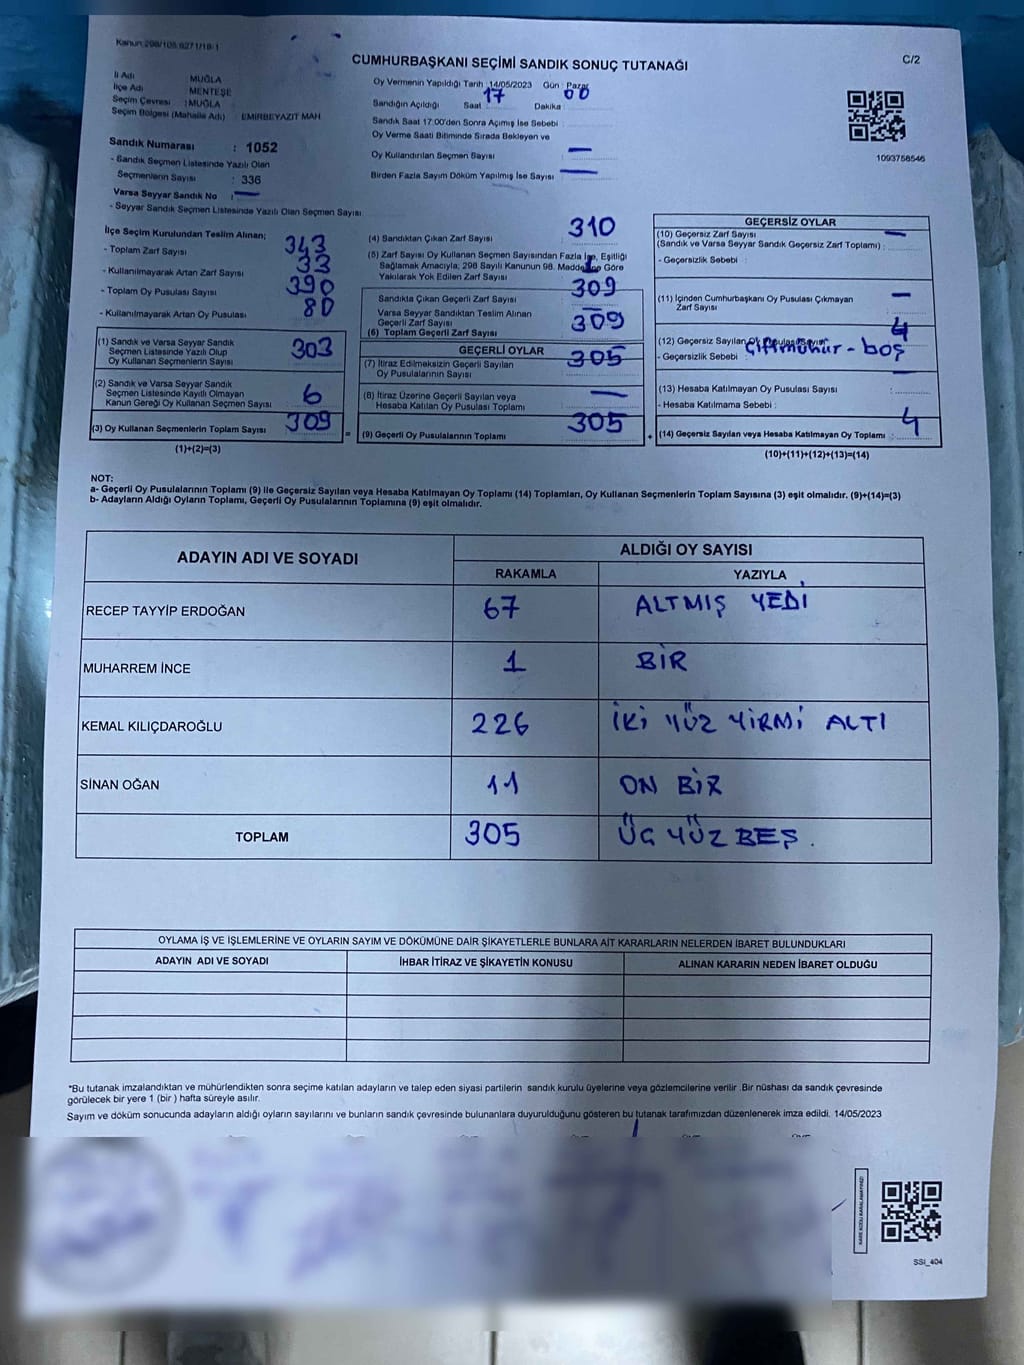 Kanun:298/105.6271/18-1
CUMHURBAŞKANI SEÇİMİ SANDIK SONUÇ TUTANAĞI
C/2
İl Adı MUĞLA
İlçe Adı MENTEŞE
Seçim Çevresi : MUĞLA
Seçim Bölgesi (Mahalle Adı) : EMİRBEYAZIT MAH
Sandık Numarası : 1052
- Sandık Seçmen Listesinde Yazılı Olan
Seçmenlerin Sayısı : 336
Varsa Seyyar Sandık No : —
- Seyyar Sandık Seçmen Listesinde Yazılı Olan Seçmen Sayısı
Oy Vermenin Yapıldığı Tarih :14/05/2023 Gün : Pazar
Sandığın Açıldığı Saat 17 Dakika : 00
Sandık Saat 17:00'den Sonra Açımış İse Sebebi :
Oy Verme Saati Bitiminde Sırada Bekleyen ve
Oy Kullandırılan Seçmen Sayısı : —
Birden Fazla Sayım Döküm Yapılmış İse Sayısı : —
1093758546
İlçe Seçim Kurulundan Teslim Alınan;
- Toplam Zarf Sayısı 343
- Kullanılmayarak Artan Zarf Sayısı 33
- Toplam Oy Pusulası Sayısı 390
- Kullanılmayarak Artan Oy Pusulası 80
(1) Sandık ve Varsa Seyyar Sandık
Seçmen Listesinde Yazılı Olup
Oy Kullanan Seçmenlerin Sayısı 303
(2) Sandık ve Varsa Seyyar Sandık
Seçmen Listesinde Kayıtlı Olmayan
Kanun Gereği Oy Kullanan Seçmen Sayısı 6
(3) Oy Kullanan Seçmenlerin Toplam Sayısı 309
(1)+(2)=(3)
(4) Sandıktan Çıkan Zarf Sayısı 310
(5) Zarf Sayısı Oy Kullanan Seçmen Sayısından Fazla İse, Eşitliği
Sağlamak Amacıyla; 298 Sayılı Kanunun 98. Maddesine Göre
Yakılarak Yok Edilen Zarf Sayısı 1
Sandıkta Çıkan Geçerli Zarf Sayısı 309
Varsa Seyyar Sandıktan Teslim Alınan
Geçerli Zarf Sayısı
(6) Toplam Geçerli Zarf Sayısı 309
GEÇERLİ OYLAR
(7) İtiraz Edilmeksizin Geçerli Sayılan
Oy Pusulalarının Sayısı 305
(8) İtiraz Üzerine Geçerli Sayılan veya
Hesaba Katılan Oy Pusulası Toplamı —
= (9) Geçerli Oy Pusulalarının Toplamı 305
GEÇERSİZ OYLAR
(10) Geçersiz Zarf Sayısı —
(Sandık ve Varsa Seyyar Sandık Geçersiz Zarf Toplamı) :
- Geçersizlik Sebebi :
(11) İçinden Cumhurbaşkanı Oy Pusulası Çıkmayan —
Zarf Sayısı
(12) Geçersiz Sayılan Oy Pusulası Sayısı 4
- Geçersizlik Sebebi : Çiftmühür - boş
(13) Hesaba Katılmayan Oy Pusulası Sayısı : —
- Hesaba Katılmama Sebebi :
+ (14) Geçersiz Sayılan veya Hesaba Katılmayan Oy Toplamı : 4
(10)+(11)+(12)+(13)=(14)
NOT:
a- Geçerli Oy Pusulalarının Toplamı (9) ile Geçersiz Sayılan veya Hesaba Katılmayan Oy Toplamı (14) Toplamları, Oy Kullanan Seçmenlerin Toplam Sayısına (3) eşit olmalıdır. (9)+(14)=(3)
b- Adayların Aldığı Oyların Toplamı, Geçerli Oy Pusulalarının Toplamına (9) eşit olmalıdır.
ADAYIN ADI VE SOYADI ALDIĞI OY SAYISI
RAKAMLA YAZIYLA
RECEP TAYYİP ERDOĞAN 67 ALTMIŞ YEDİ
MUHARREM İNCE 1 BİR
KEMAL KILIÇDAROĞLU 226 İKİ YÜZ YİRMİ ALTI
SİNAN OĞAN 11 ON BİR
TOPLAM 305 ÜÇ YÜZ BEŞ.
OYLAMA İŞ VE İŞLEMLERİNE VE OYLARIN SAYIM VE DÖKÜMÜNE DAİR ŞİKAYETLERLE BUNLARA AİT KARARLARIN NELERDEN İBARET BULUNDUKLARI
ADAYIN ADI VE SOYADI İHBAR İTİRAZ VE ŞİKAYETİN KONUSU ALINAN KARARIN NEDEN İBARET OLDUĞU
*Bu tutanak imzalandıktan ve mühürlendikten sonra seçime katılan adayların ve talep eden siyasi partilerin sandık kurulu üyelerine veya gözlemcilerine verilir .Bir nüshası da sandık çevresinde
görülecek bir yere 1 (bir ) hafta süreyle asılır.
Sayım ve döküm sonucunda adayların aldığı oyların sayılarını ve bunların sandık çevresinde bulunanlara duyurulduğunu gösteren bu tutanak tarafımızdan düzenlenerek imza edildi. 14/05/2023
KARE KODU KARALAMAYINIZ!
SSI_404